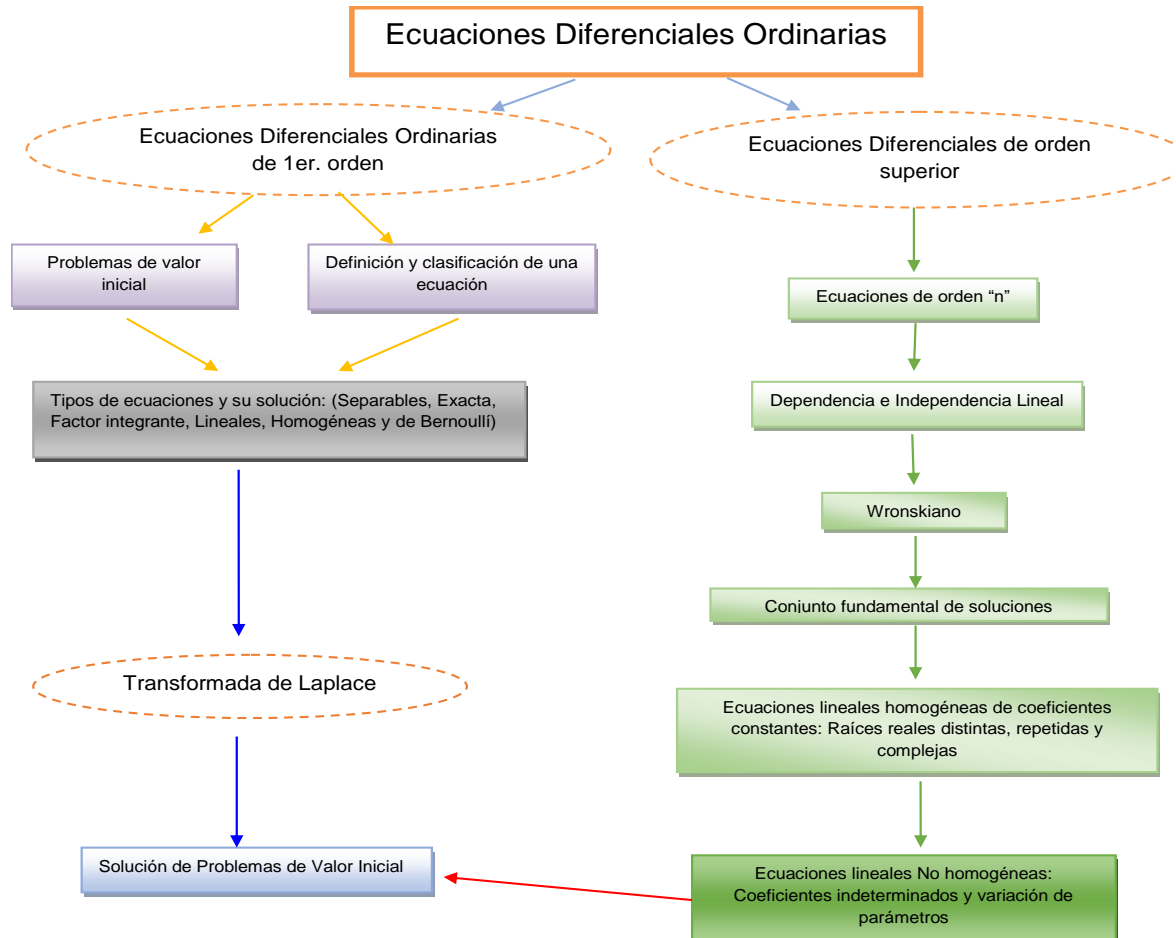 Ecuaciones Diferenciales Ordinarias
Ecuaciones Diferenciales Ordinarias
de 1er. orden
Ecuaciones Diferenciales de orden
superior
Problemas de valor
inicial
Definición y clasificación de una
ecuación
Ecuaciones de orden “n”
Tipos de ecuaciones y su solución: (Separables, Exacta,
Factor integrante, Lineales, Homogéneas y de Bernoullí)
Dependencia e Independencia Lineal
Wronskiano
Conjunto fundamental de soluciones
Transformada de Laplace
Ecuaciones lineales homogéneas de coeficientes
constantes: Raíces reales distintas, repetidas y
complejas
Solución de Problemas de Valor Inicial
Ecuaciones lineales No homogéneas:
Coeficientes indeterminados y variación de
parámetros